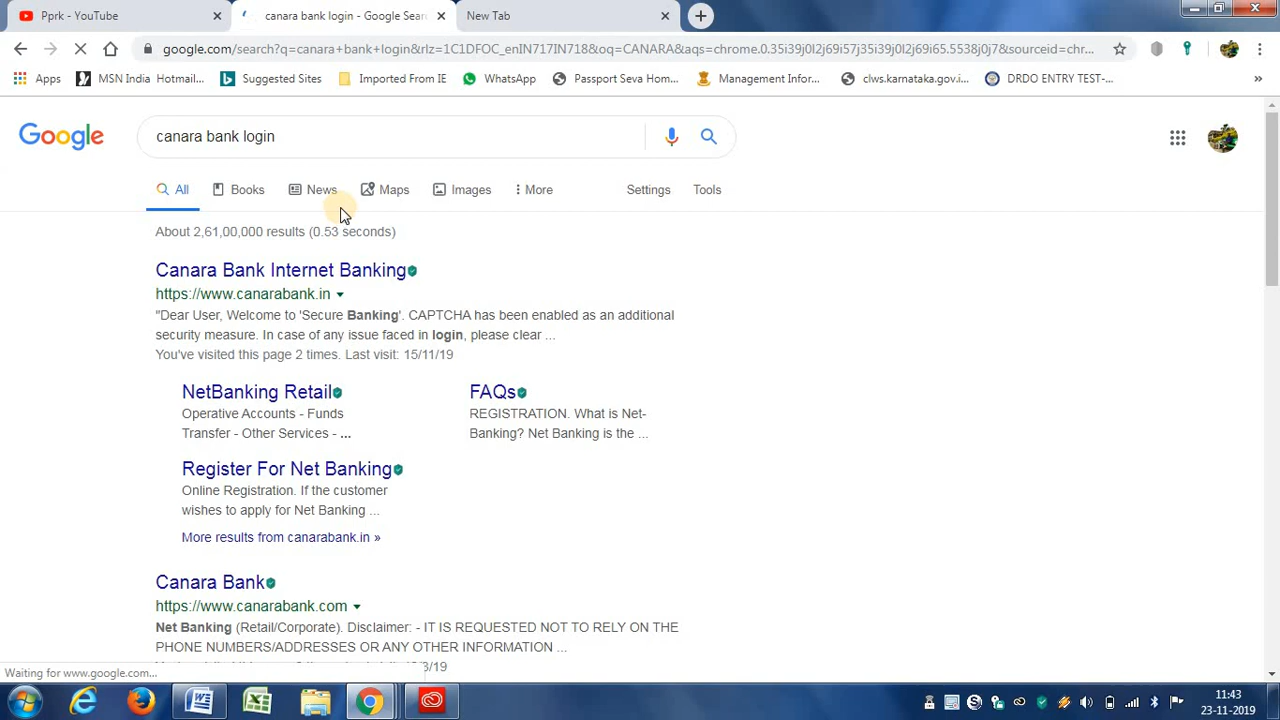 Pprk - YouTube
canara bank login - Google Sear
New Tab
google.com/search?q=canara+bank+login&rlz=1C1DFOC_enIN717IN718&oq=CANARA&aqs=chrome.0.35i39j0l2j69i57j35i39j0l2j69i65.5538j0j7&sourceid=chr...
Apps
MSN India Hotmail...
Suggested Sites
Imported From IE
WhatsApp
Passport Seva Hom...
Management Infor...
clws.karnataka.gov.i...
DRDO ENTRY TEST-...
»
Google
canara bank login
All
Books
News
Maps
Images
More
Settings
Tools
About 2,61,00,000 results (0.53 seconds)
Canara Bank Internet Banking
https://www.canarabank.in
"Dear User, Welcome to 'Secure Banking'. CAPTCHA has been enabled as an additional
security measure. In case of any issue faced in login, please clear ...
You've visited this page 2 times. Last visit: 15/11/19
NetBanking Retail
Operative Accounts - Funds
Transfer - Other Services - ...
FAQs
REGISTRATION. What is Net-
Banking? Net Banking is the ...
Register For Net Banking
Online Registration. If the customer
wishes to apply for Net Banking ...
More results from canarabank.in »
Canara Bank
https://www.canarabank.com
Net Banking (Retail/Corporate). Disclaimer: - IT IS REQUESTED NOT TO RELY ON THE
PHONE NUMBERS/ADDRESSES OR ANY OTHER INFORMATION ...
Waiting for www.google.com...
11:43
23-11-2019